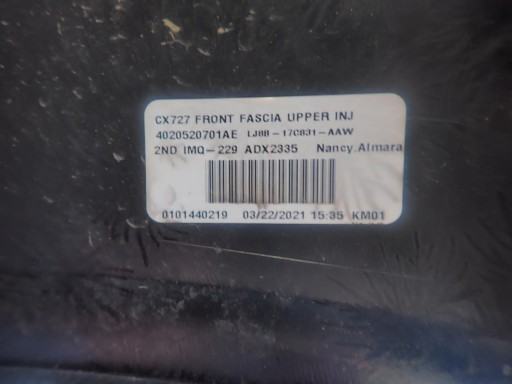 CX727 FRONT FASCIA UPPER INJ
4020520701AE LJ8B-17C831-AAW
2ND IMQ-229 ADX2335 Nancy.Almara
0101440219 03/22/2021 15:35 KM01